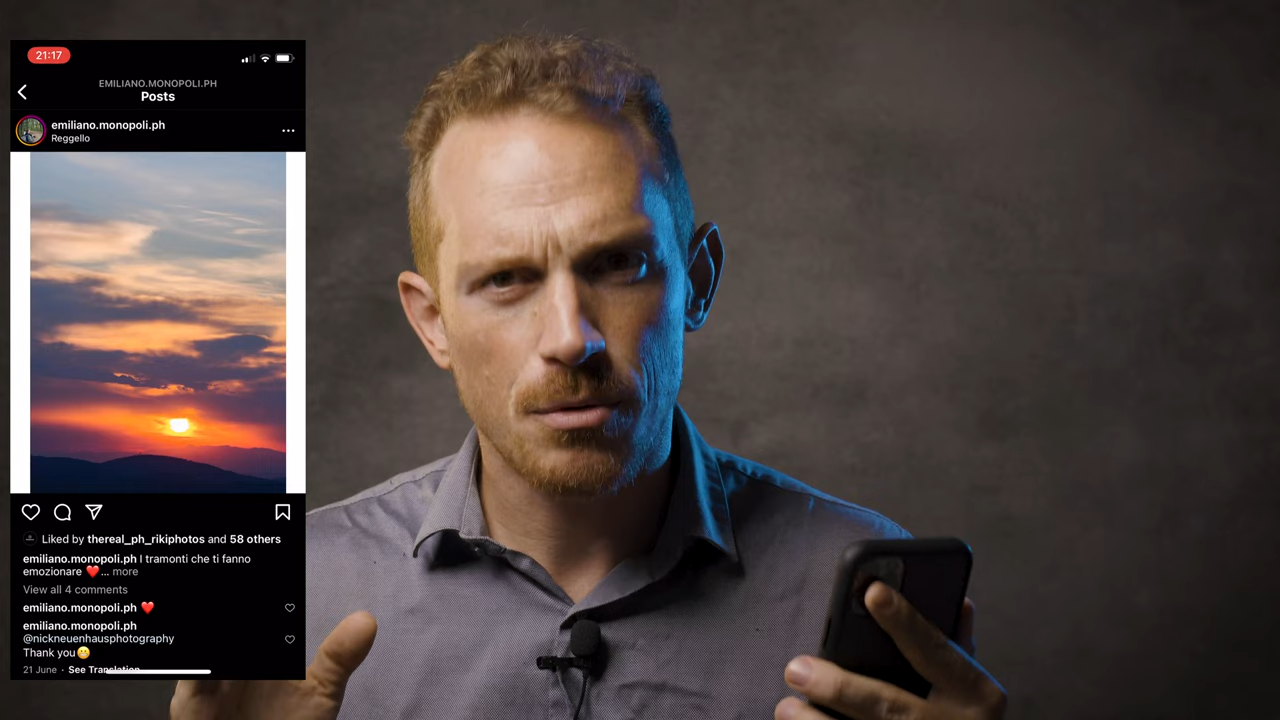 21:17
EMILIANO.MONOPOLI.PH
Posts
emiliano.monopoli.ph
Reggello
Liked by thereal_ph_rikiphotos and 58 others
emiliano.monopoli.ph I tramonti che ti fanno
emozionare ❤️... more
View all 4 comments
emiliano.monopoli.ph ❤️
emiliano.monopoli.ph
@nickneuenhausphotography
Thank you😬
21 June · See Translation